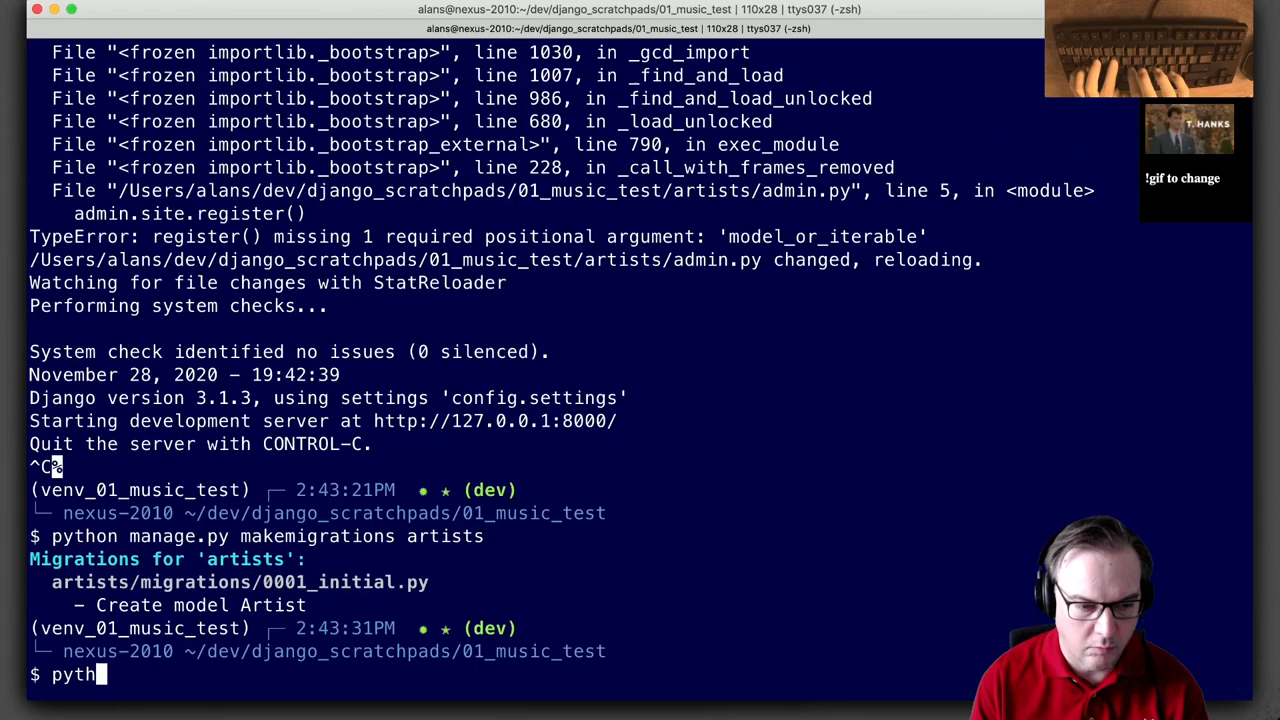 alans@nexus-2010:~/dev/django_scratchpads/01_music_test | 110x28 | ttys037 (-zsh)
alans@nexus-2010:~/dev/django_scratchpads/01_music_test | 110x28 | ttys037 (-zsh)
File "<frozen importlib._bootstrap>", line 1030, in _gcd_import
File "<frozen importlib._bootstrap>", line 1007, in _find_and_load
File "<frozen importlib._bootstrap>", line 986, in _find_and_load_unlocked
File "<frozen importlib._bootstrap>", line 680, in _load_unlocked
File "<frozen importlib._bootstrap_external>", line 790, in exec_module
File "<frozen importlib._bootstrap>", line 228, in _call_with_frames_removed
File "/Users/alans/dev/django_scratchpads/01_music_test/artists/admin.py", line 5, in <module>
admin.site.register()
TypeError: register() missing 1 required positional argument: 'model_or_iterable'
/Users/alans/dev/django_scratchpads/01_music_test/artists/admin.py changed, reloading.
Watching for file changes with StatReloader
Performing system checks...
System check identified no issues (0 silenced).
November 28, 2020 - 19:42:39
Django version 3.1.3, using settings 'config.settings'
Starting development server at http://127.0.0.1:8000/
Quit the server with CONTROL-C.
^C%
(venv_01_music_test) ┌─ 2:43:21PM ✹ ★ (dev)
└─ nexus-2010 ~/dev/django_scratchpads/01_music_test
$ python manage.py makemigrations artists
Migrations for 'artists':
artists/migrations/0001_initial.py
- Create model Artist
(venv_01_music_test) ┌─ 2:43:31PM ✹ ★ (dev)
└─ nexus-2010 ~/dev/django_scratchpads/01_music_test
$ pyth
T. HANKS
!gif to change